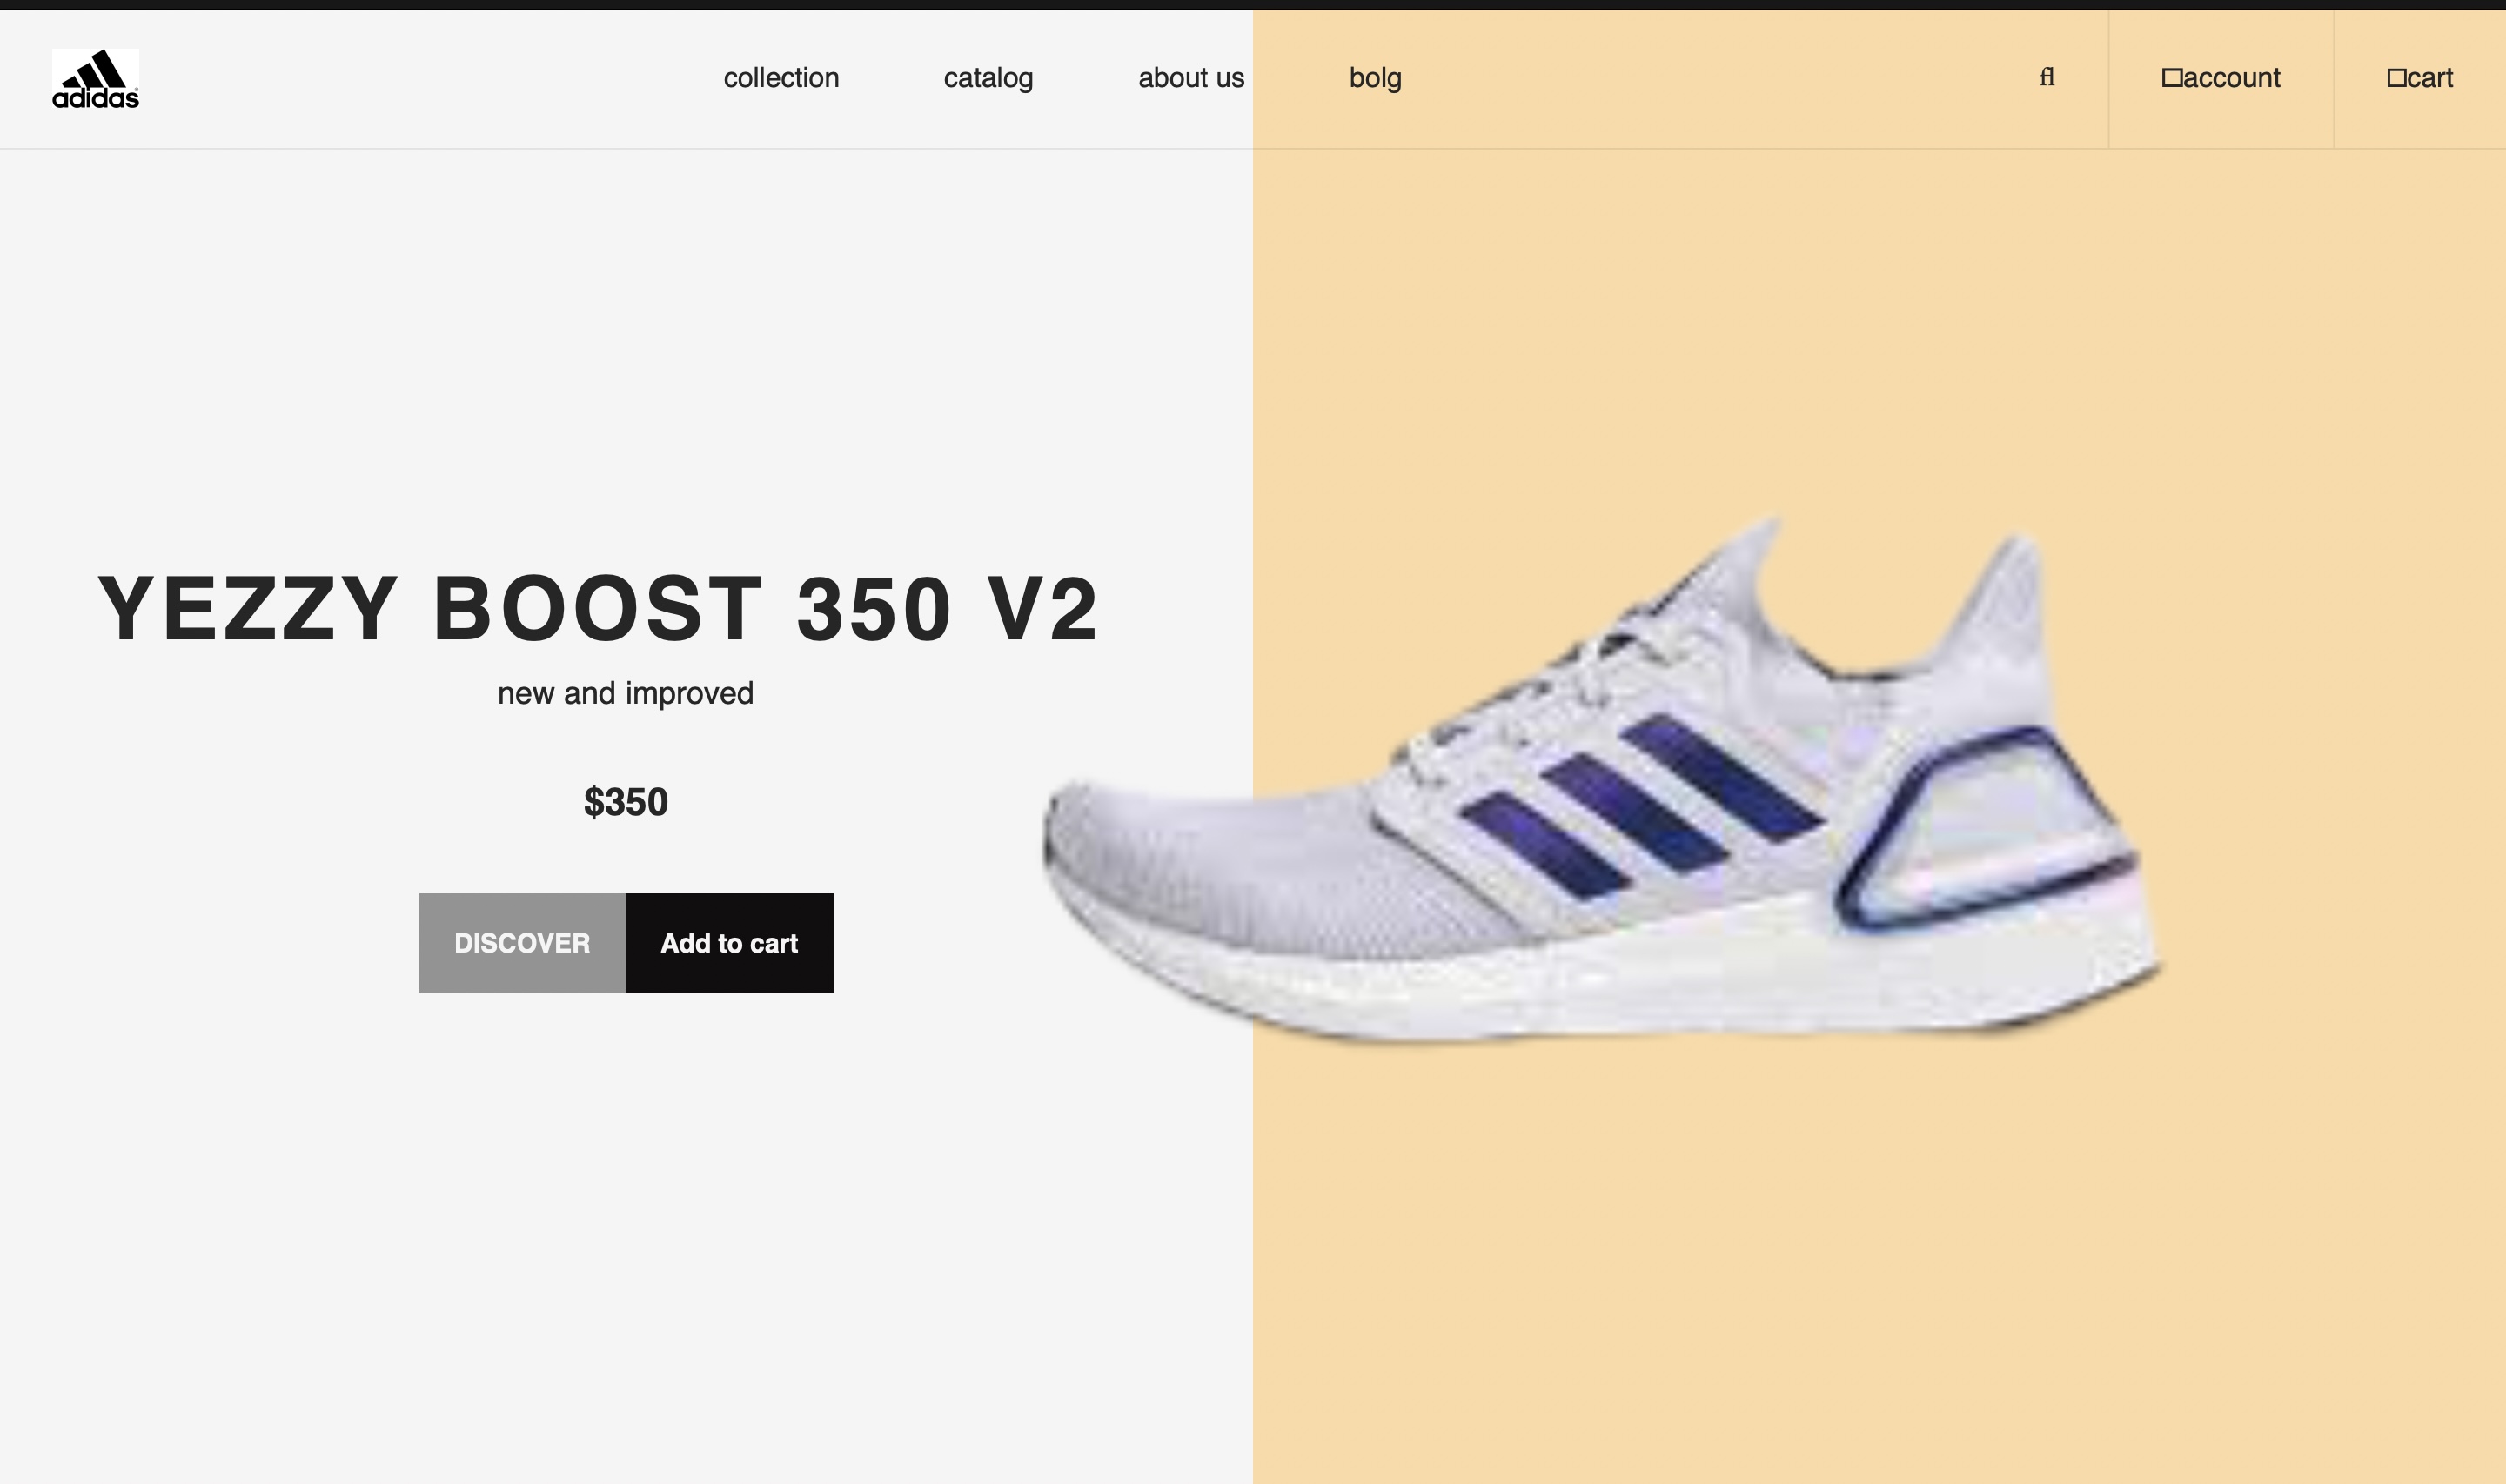 adidas
collection catalog about us bolg
ﬂ □account □cart
YEZZY BOOST 350 V2
new and improved
$350
DISCOVER Add to cart